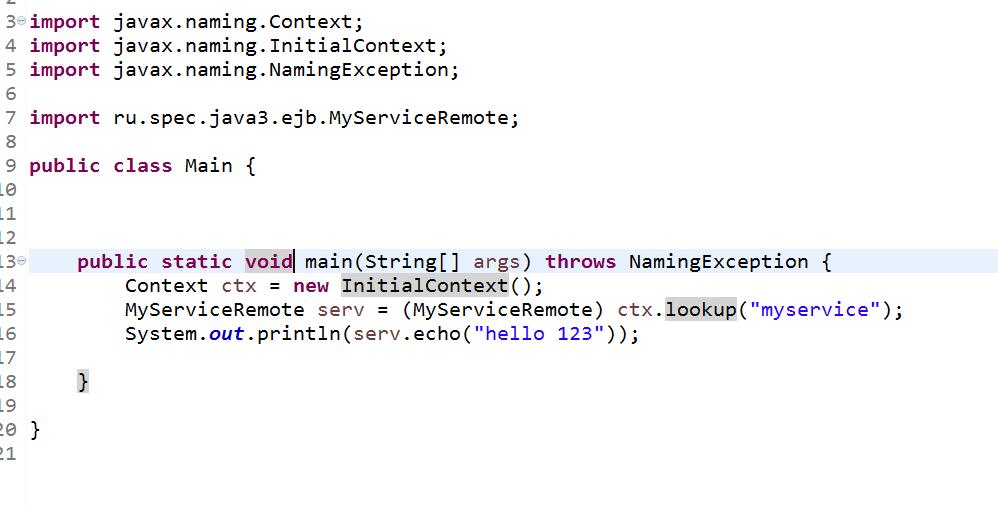 2
3 import javax.naming.Context;
4 import javax.naming.InitialContext;
5 import javax.naming.NamingException;
6
7 import ru.spec.java3.ejb.MyServiceRemote;
8
9 public class Main {
10
11
12
13 public static void main(String[] args) throws NamingException {
14 Context ctx = new InitialContext();
15 MyServiceRemote serv = (MyServiceRemote) ctx.lookup("myservice");
16 System.out.println(serv.echo("hello 123"));
17
18 }
19
20 }
21